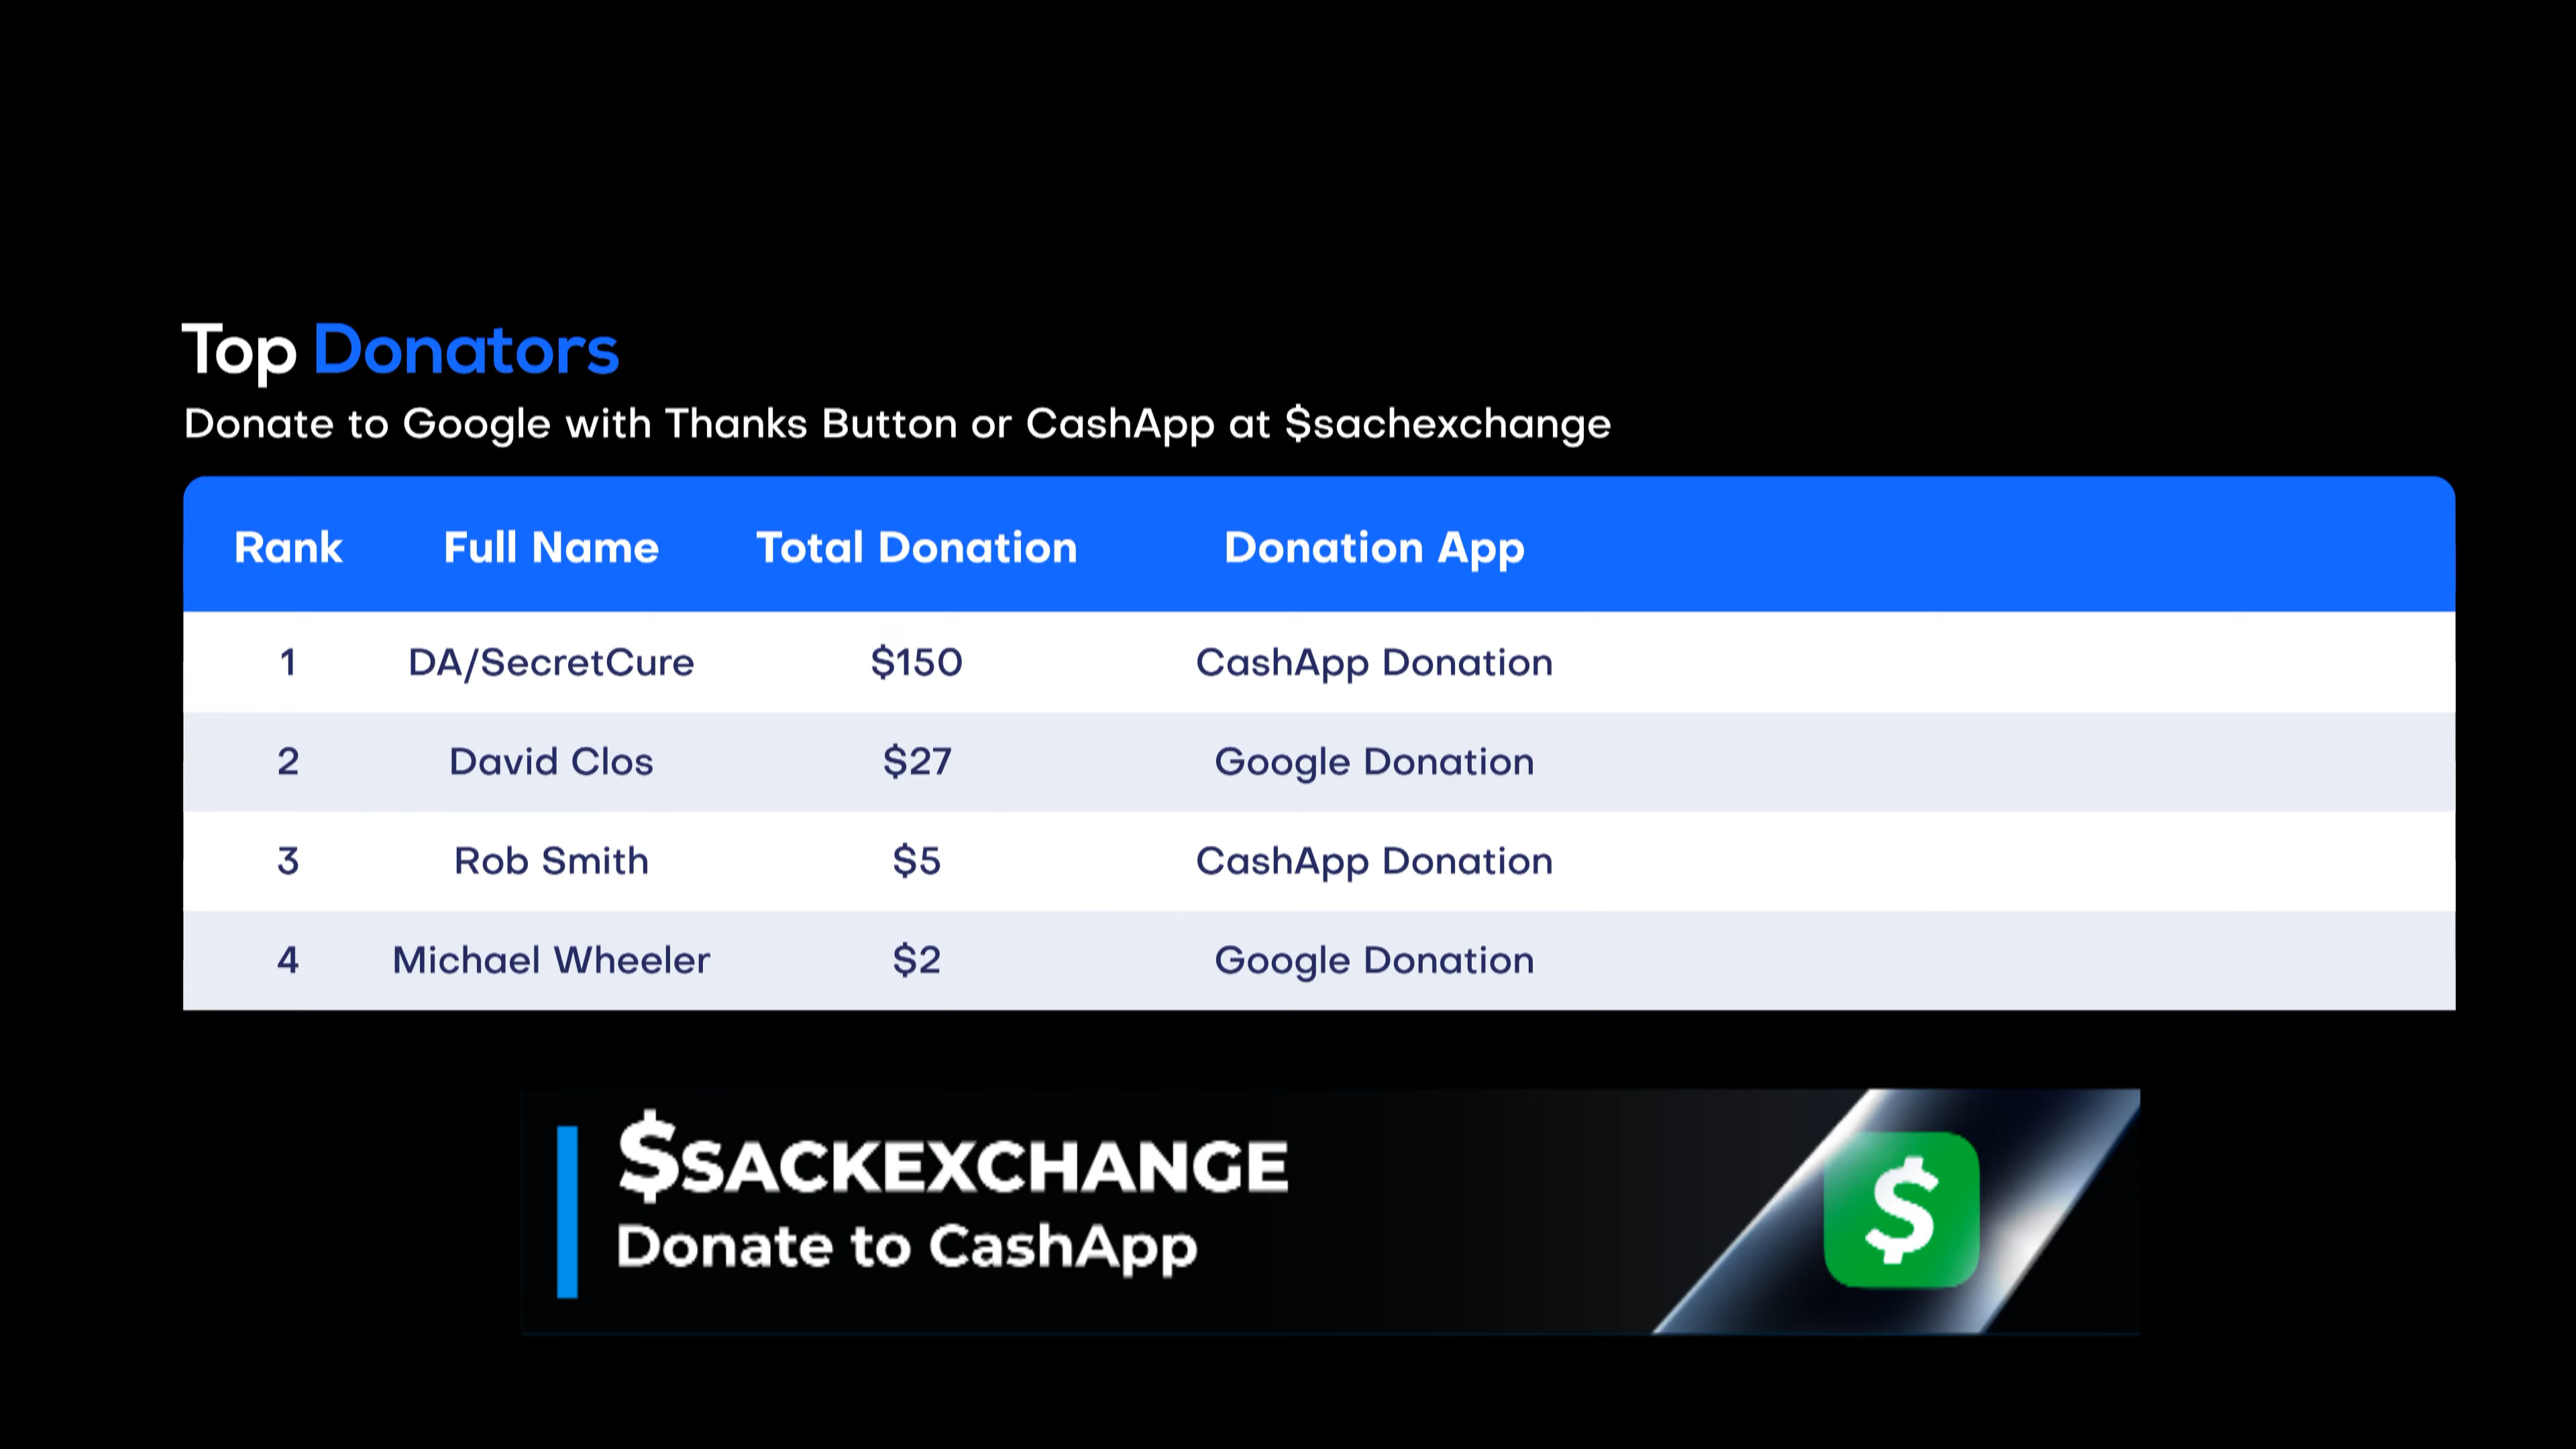 Top Donators
Donate to Google with Thanks Button or CashApp at $sachexchange
Rank Full Name Total Donation Donation App
1 DA/SecretCure $150 CashApp Donation
2 David Clos $27 Google Donation
3 Rob Smith $5 CashApp Donation
4 Michael Wheeler $2 Google Donation
$SACKEXCHANGE
Donate to CashApp
$